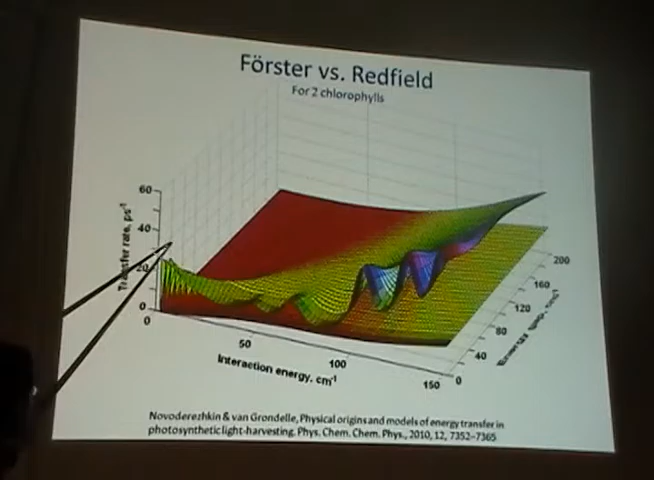 Förster vs. Redfield
For 2 chlorophylls
60
40
20
0
Transfer rate, ps-1
0
50
100
150
Interaction energy, cm-1
0
40
80
120
160
200
Novoderezhkin & van Grondelle, Physical origins and models of energy transfer in
photosynthetic light-harvesting. Phys. Chem. Chem. Phys., 2010, 12, 7352–7365